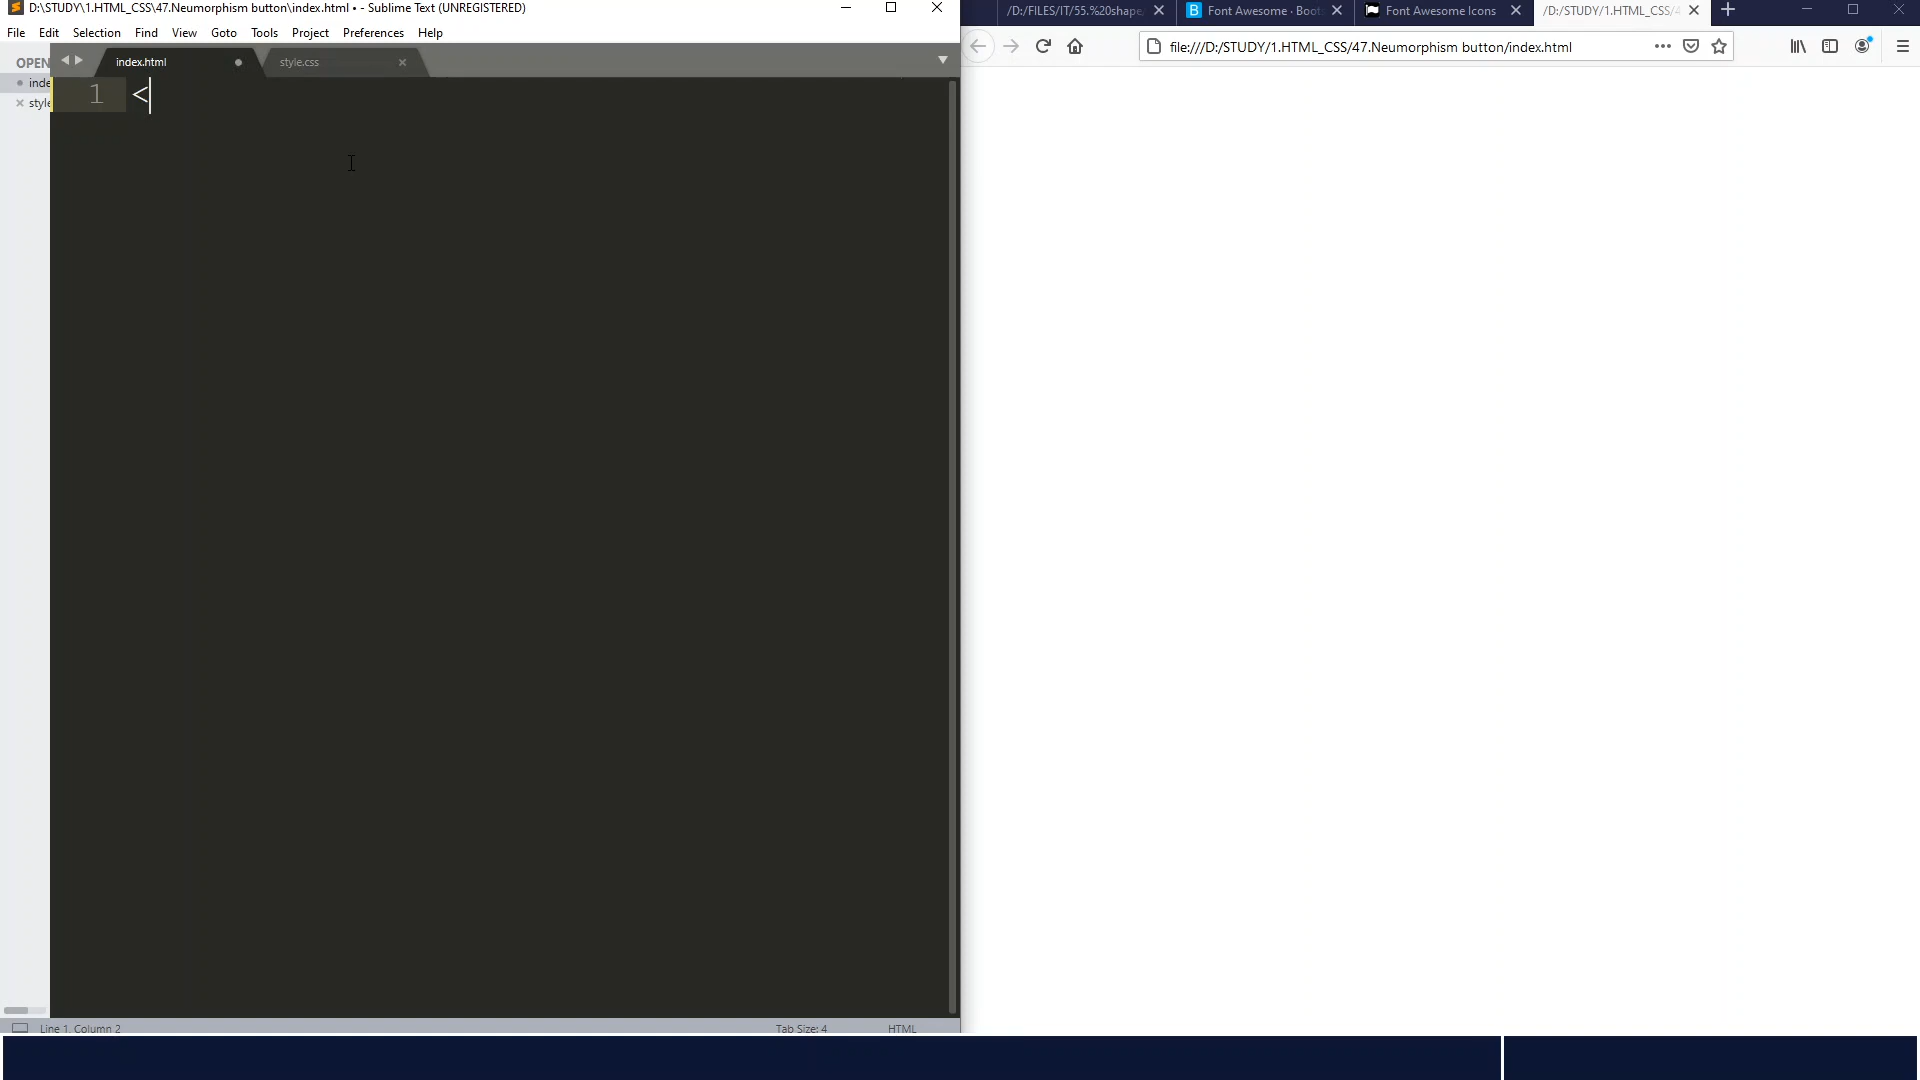 D:\STUDY\1.HTML_CSS\47.Neumorphism button\index.html • - Sublime Text (UNREGISTERED)
File Edit Selection Find View Goto Tools Project Preferences Help
OPEN
inde
style
index.html
style.css
1 <
Line 1, Column 2
Tab Size: 4
HTML
/D:/FILES/IT/55.%20shape
Font Awesome · Boot
Font Awesome Icons
/D:/STUDY/1.HTML_CSS/4
file:///D:/STUDY/1.HTML_CSS/47.Neumorphism button/index.html